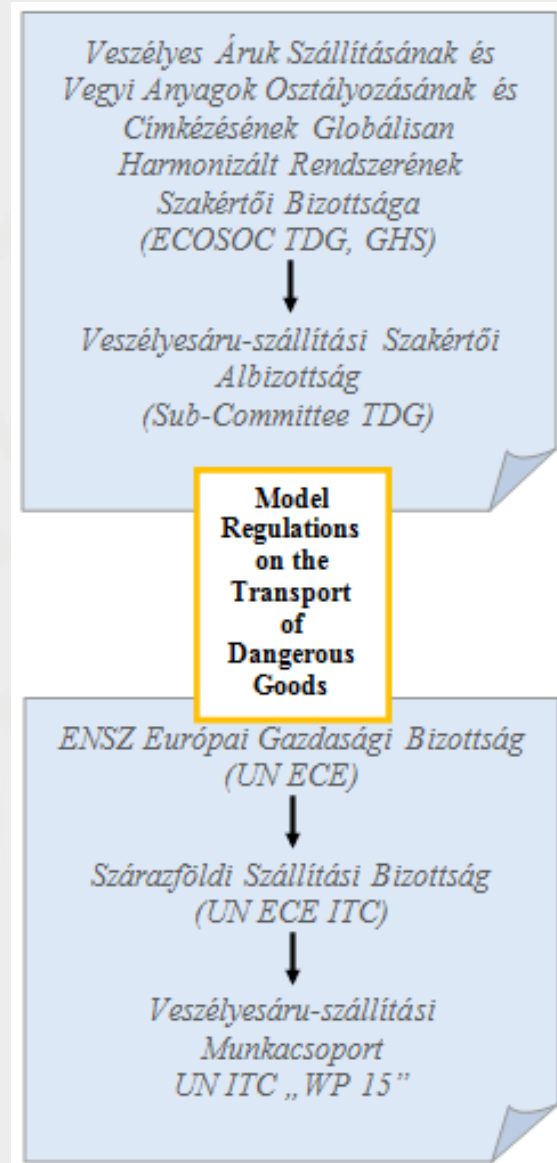 Veszélyes Áruk Szállításának és
Vegyi Anyagok Osztályozásának és
Címkézésének Globálisan
Harmonizált Rendszerének
Szakértői Bizottsága
(ECOSOC TDG, GHS)
Veszélyesáru-szállítási Szakértői
Albizottság
(Sub-Committee TDG)
Model
Regulations
on the
Transport
of
Dangerous
Goods
ENSZ Európai Gazdasági Bizottság
(UN ECE)
Szárazföldi Szállítási Bizottság
(UN ECE ITC)
Veszélyesáru-szállítási
Munkacsoport
UN ITC „WP 15”